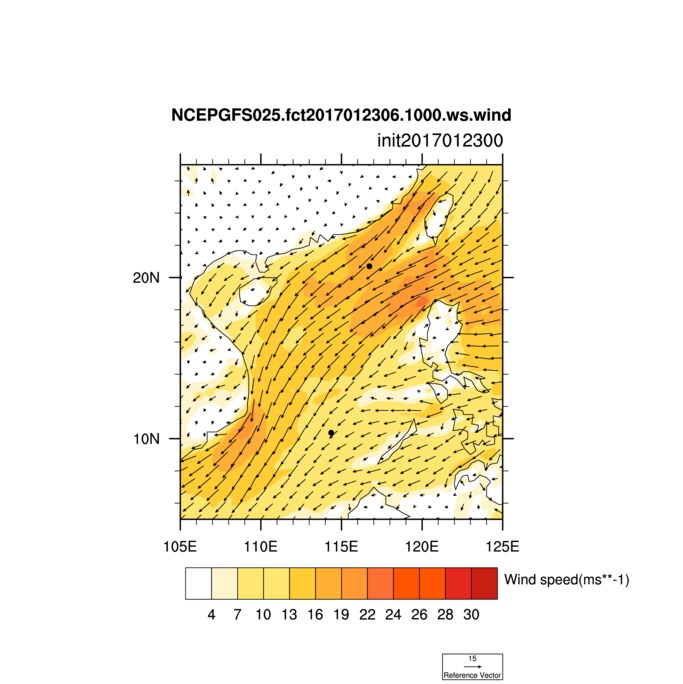 NCEPGFS025.fct2017012306.1000.ws.wind
init2017012300
20N
10N
105E 110E 115E 120E 125E
Wind speed(ms**-1)
4 7 10 13 16 19 22 24 26 28 30
15
Reference Vector